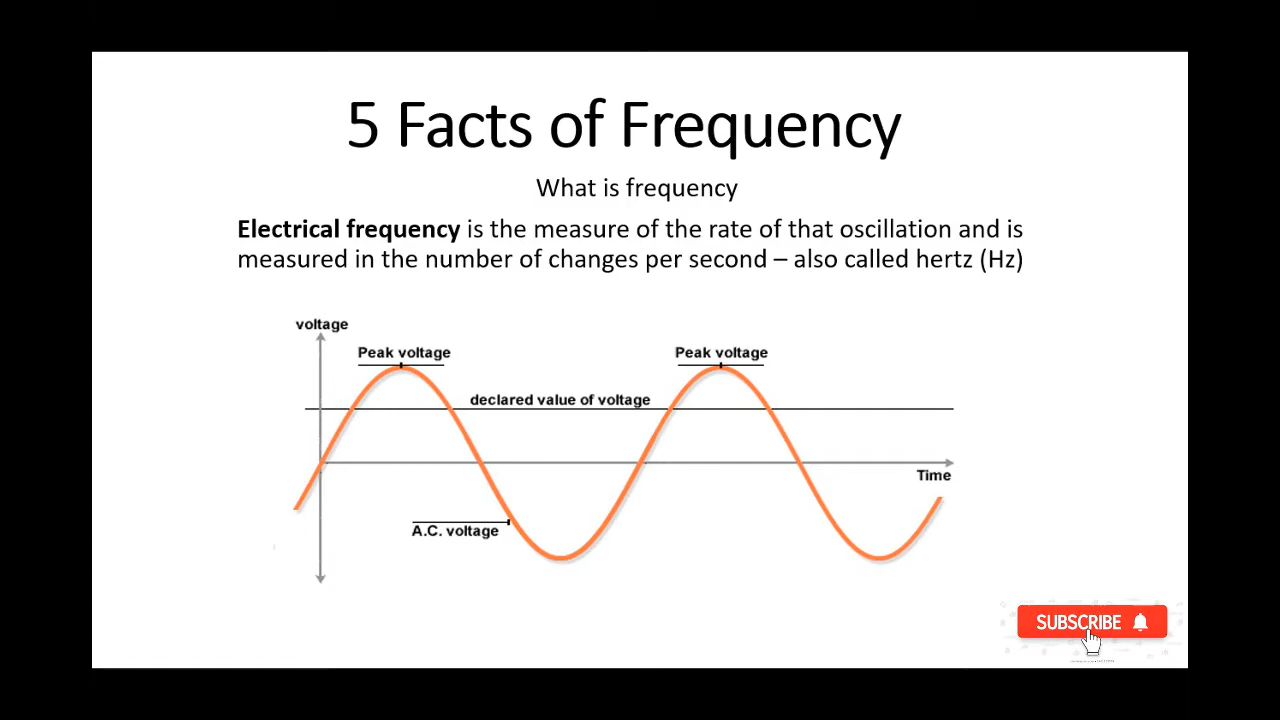 5 Facts of Frequency
What is frequency
Electrical frequency is the measure of the rate of that oscillation and is
measured in the number of changes per second – also called hertz (Hz)
voltage
Peak voltage
Peak voltage
declared value of voltage
Time
A.C. voltage
SUBSCRIBE